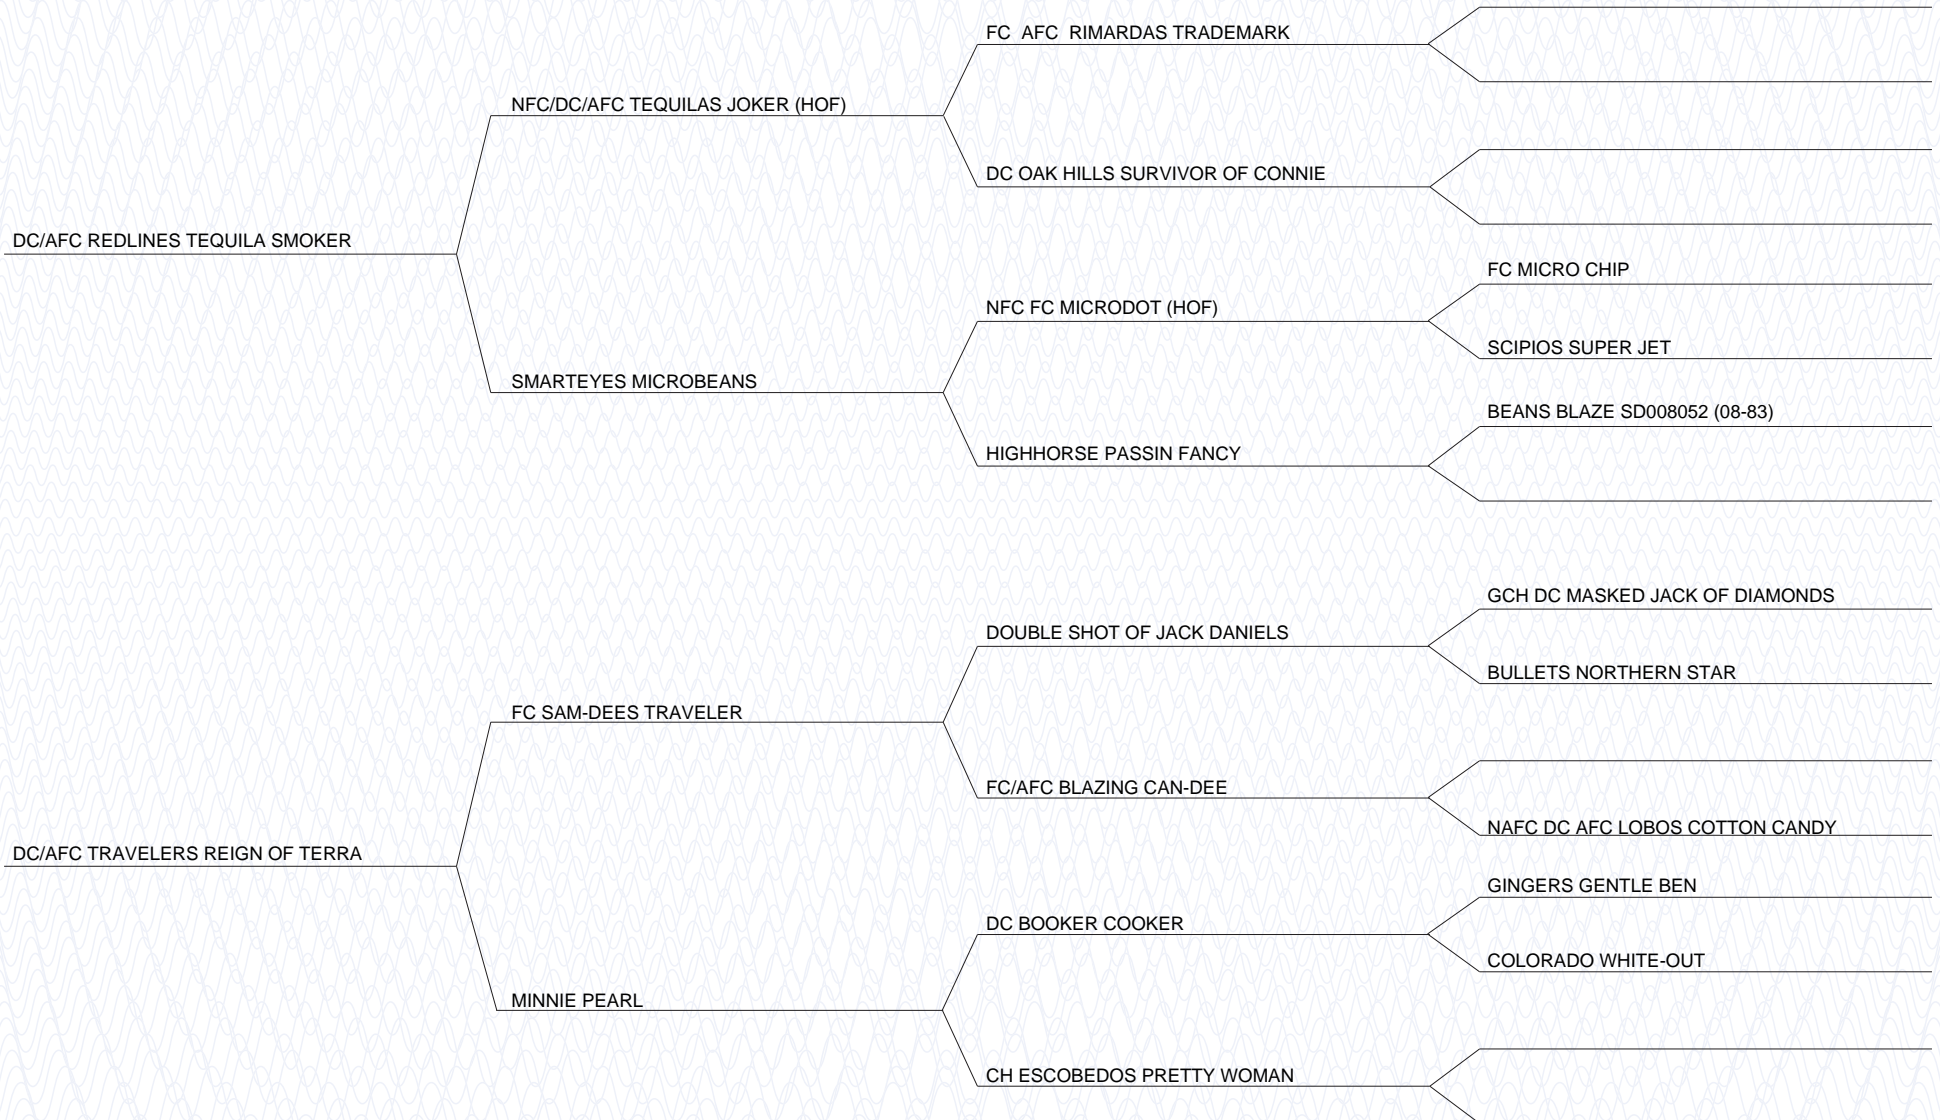 FC  AFC  RIMARDAS TRADEMARK
NFC/DC/AFC TEQUILAS JOKER (HOF)
DC OAK HILLS SURVIVOR OF CONNIE
DC/AFC REDLINES TEQUILA SMOKER
FC MICRO CHIP
NFC FC MICRODOT (HOF)
SCIPIOS SUPER JET
SMARTEYES MICROBEANS
BEANS BLAZE SD008052 (08-83)
HIGHHORSE PASSIN FANCY
GCH DC MASKED JACK OF DIAMONDS
DOUBLE SHOT OF JACK DANIELS
BULLETS NORTHERN STAR
FC SAM-DEES TRAVELER
FC/AFC BLAZING CAN-DEE
NAFC DC AFC LOBOS COTTON CANDY
DC/AFC TRAVELERS REIGN OF TERRA
GINGERS GENTLE BEN
DC BOOKER COOKER
COLORADO WHITE-OUT
MINNIE PEARL
CH ESCOBEDOS PRETTY WOMAN